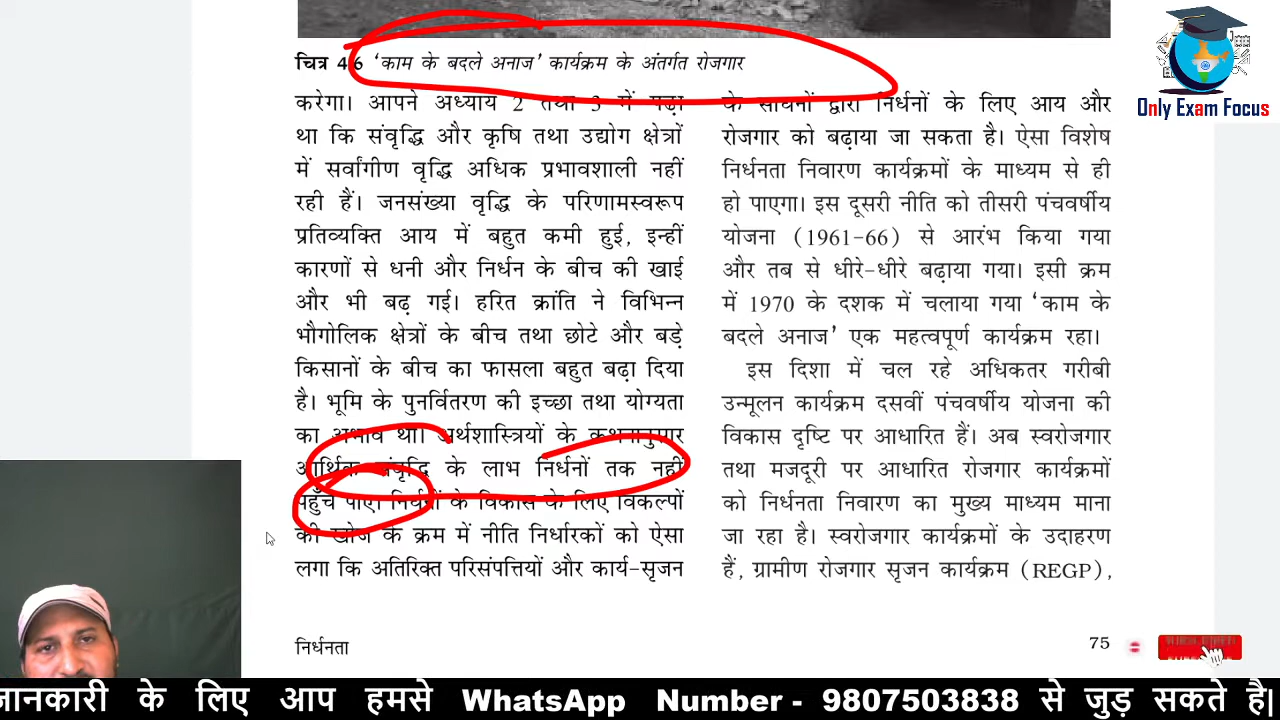 चित्र 4.6 'काम के बदले अनाज' कार्यक्रम के अंतर्गत रोजगार
करेगा। आपने अध्याय 2 तथा 3 में पढ़ा
था कि संवृद्धि और कृषि तथा उद्योग क्षेत्रों
में सर्वांगीण वृद्धि अधिक प्रभावशाली नहीं
रही हैं। जनसंख्या वृद्धि के परिणामस्वरूप
प्रतिव्यक्ति आय में बहुत कमी हुई, इन्हीं
कारणों से धनी और निर्धन के बीच की खाई
और भी बढ़ गई। हरित क्रांति ने विभिन्न
भौगोलिक क्षेत्रों के बीच तथा छोटे और बड़े
किसानों के बीच का फासला बहुत बढ़ा दिया
है। भूमि के पुनर्वितरण की इच्छा तथा योग्यता
का अभाव था। अर्थशास्त्रियों के कथनानुसार
आर्थिक संवृद्धि के लाभ निर्धनों तक नहीं
पहुँच पाए। निर्धनों के विकास के लिए विकल्पों
की खोज के क्रम में नीति निर्धारकों को ऐसा
लगा कि अतिरिक्त परिसंपत्तियों और कार्य-सृजन
के साधनों द्वारा निर्धनों के लिए आय और
रोजगार को बढ़ाया जा सकता है। ऐसा विशेष
निर्धनता निवारण कार्यक्रमों के माध्यम से ही
हो पाएगा। इस दूसरी नीति को तीसरी पंचवर्षीय
योजना (1961-66) से आरंभ किया गया
और तब से धीरे-धीरे बढ़ाया गया। इसी क्रम
में 1970 के दशक में चलाया गया 'काम के
बदले अनाज' एक महत्वपूर्ण कार्यक्रम रहा।
इस दिशा में चल रहे अधिकतर गरीबी
उन्मूलन कार्यक्रम दसवीं पंचवर्षीय योजना की
विकास दृष्टि पर आधारित हैं। अब स्वरोजगार
तथा मजदूरी पर आधारित रोजगार कार्यक्रमों
को निर्धनता निवारण का मुख्य माध्यम माना
जा रहा है। स्वरोजगार कार्यक्रमों के उदाहरण
हैं, ग्रामीण रोजगार सृजन कार्यक्रम (REGP),
निर्धनता
75
Only Exam Focus
जानकारी के लिए आप हमसे WhatsApp Number - 9807503838 से जुड़ सकते है।